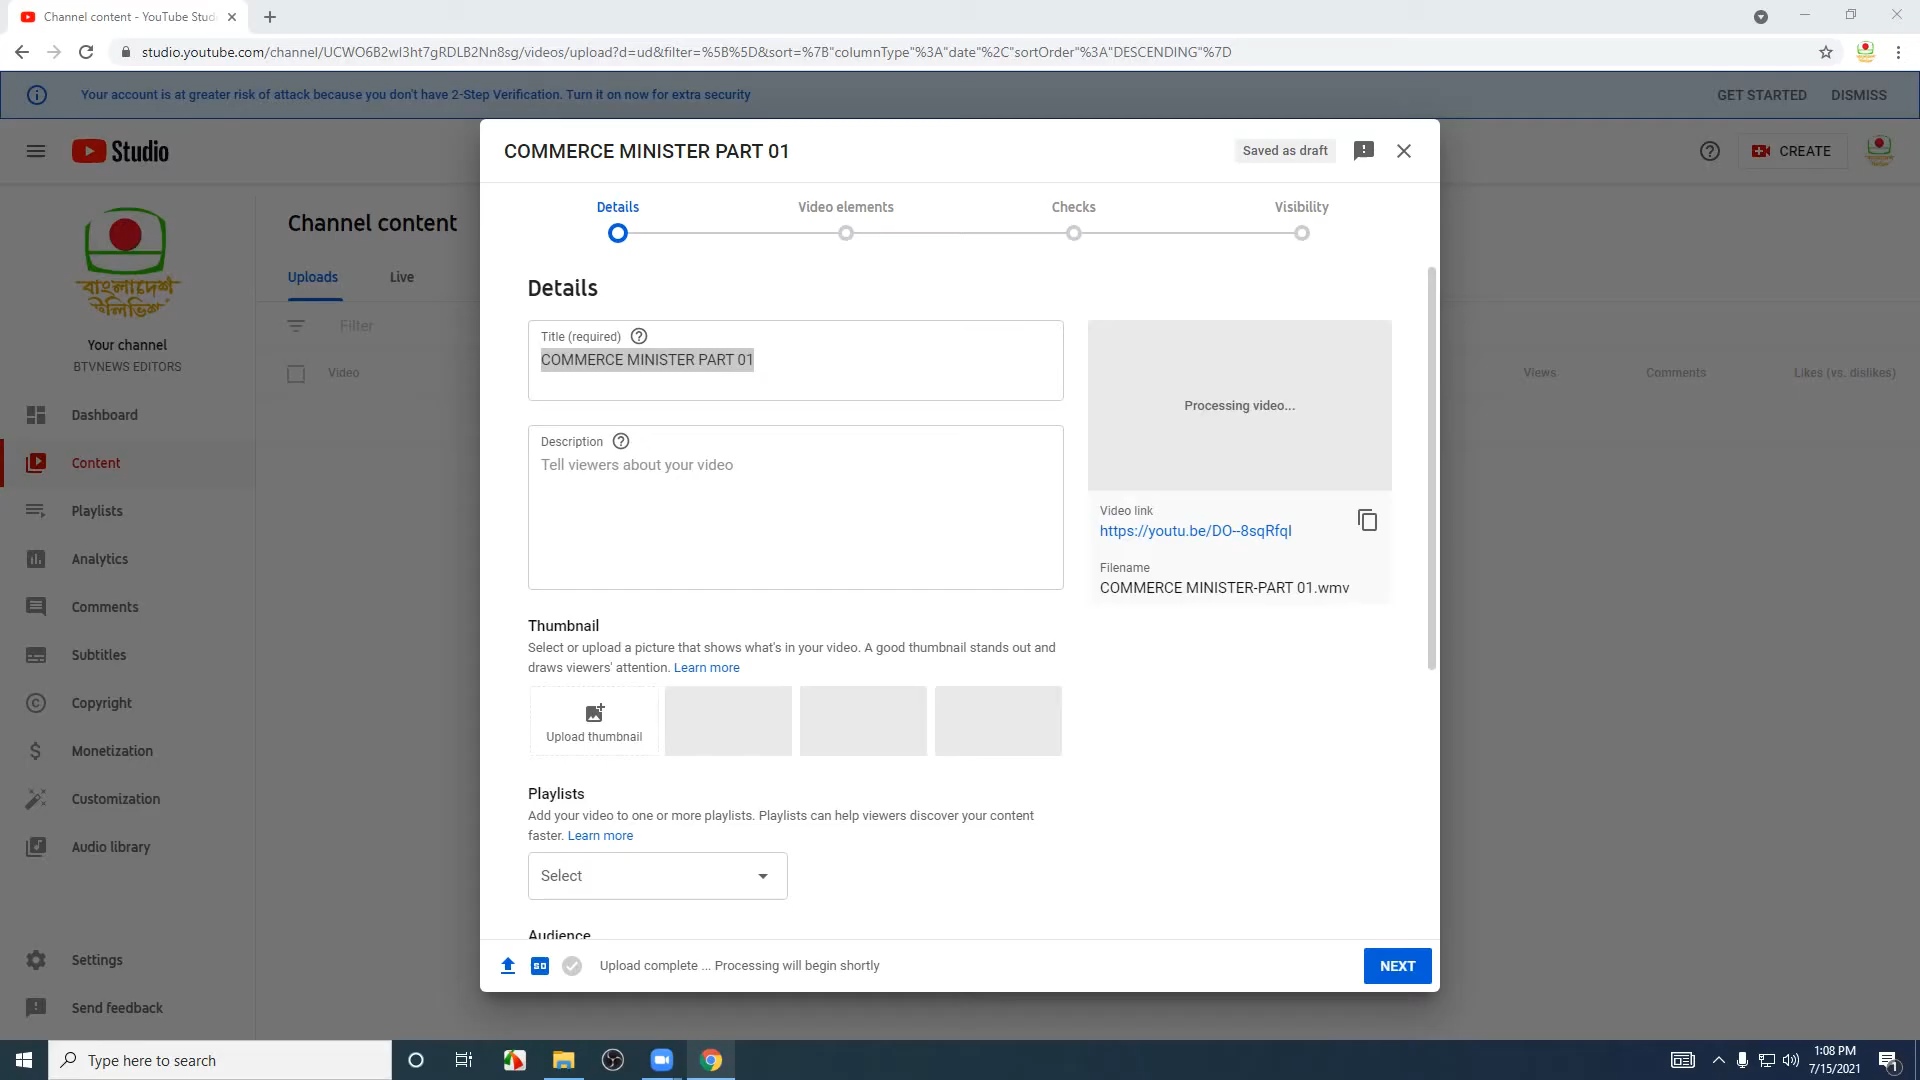 Channel content - YouTube Stud
studio.youtube.com/channel/UCWO6B2wl3ht7gRDLB2Nn8sg/videos/upload?d=ud&filter=%5B%5D&sort=%7B"columnType"%3A"date"%2C"sortOrder"%3A"DESCENDING"%7D
Your account is at greater risk of attack because you don't have 2-Step Verification. Turn it on now for extra security
GET STARTED
DISMISS
Studio
CREATE
COMMERCE MINISTER PART 01
Saved as draft
Details
Video elements
Checks
Visibility
Channel content
Uploads
Live
Filter
Video
Views
Comments
Likes (vs. dislikes)
বাংলাদেশ
টেলিভিশন
Your channel
BTVNEWS EDITORS
Dashboard
Content
Playlists
Analytics
Comments
Subtitles
Copyright
Monetization
Customization
Audio library
Settings
Send feedback
Details
Title (required)
COMMERCE MINISTER PART 01
Description
Tell viewers about your video
Processing video...
Video link
https://youtu.be/DO--8sqRfqI
Filename
COMMERCE MINISTER-PART 01.wmv
Thumbnail
Select or upload a picture that shows what's in your video. A good thumbnail stands out and
draws viewers' attention. Learn more
Upload thumbnail
Playlists
Add your video to one or more playlists. Playlists can help viewers discover your content
faster. Learn more
Select
Audience
SD
Upload complete ... Processing will begin shortly
NEXT
Type here to search
1:08 PM
7/15/2021
1